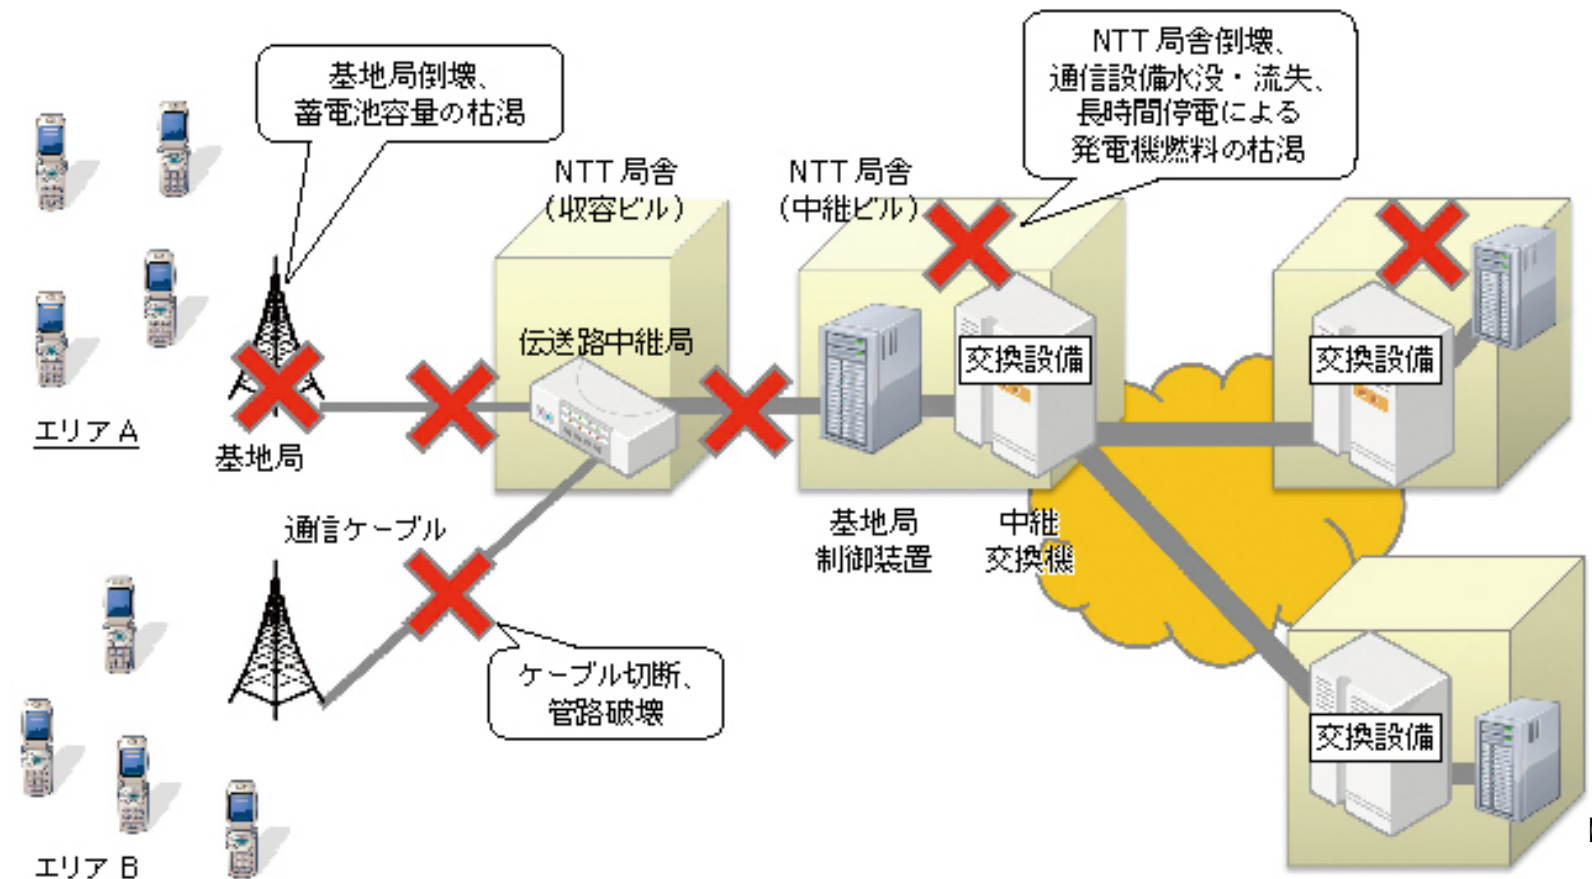 NTT 局舎倒壊、
通信設備水没・流失、
長時間停電による
発電機燃料の枯渇
基地局倒壊、
蓄電池容量の枯渇
NTT 局舎
（収容ビル）
NTT 局舎
（中継ビル）
伝送路中継局
交換設備
交換設備
エリア A
基地局
通信ケーブル
基地局
制御装置
中継
交換機
ケーブル切断、
管路破壊
交換設備
エリア B